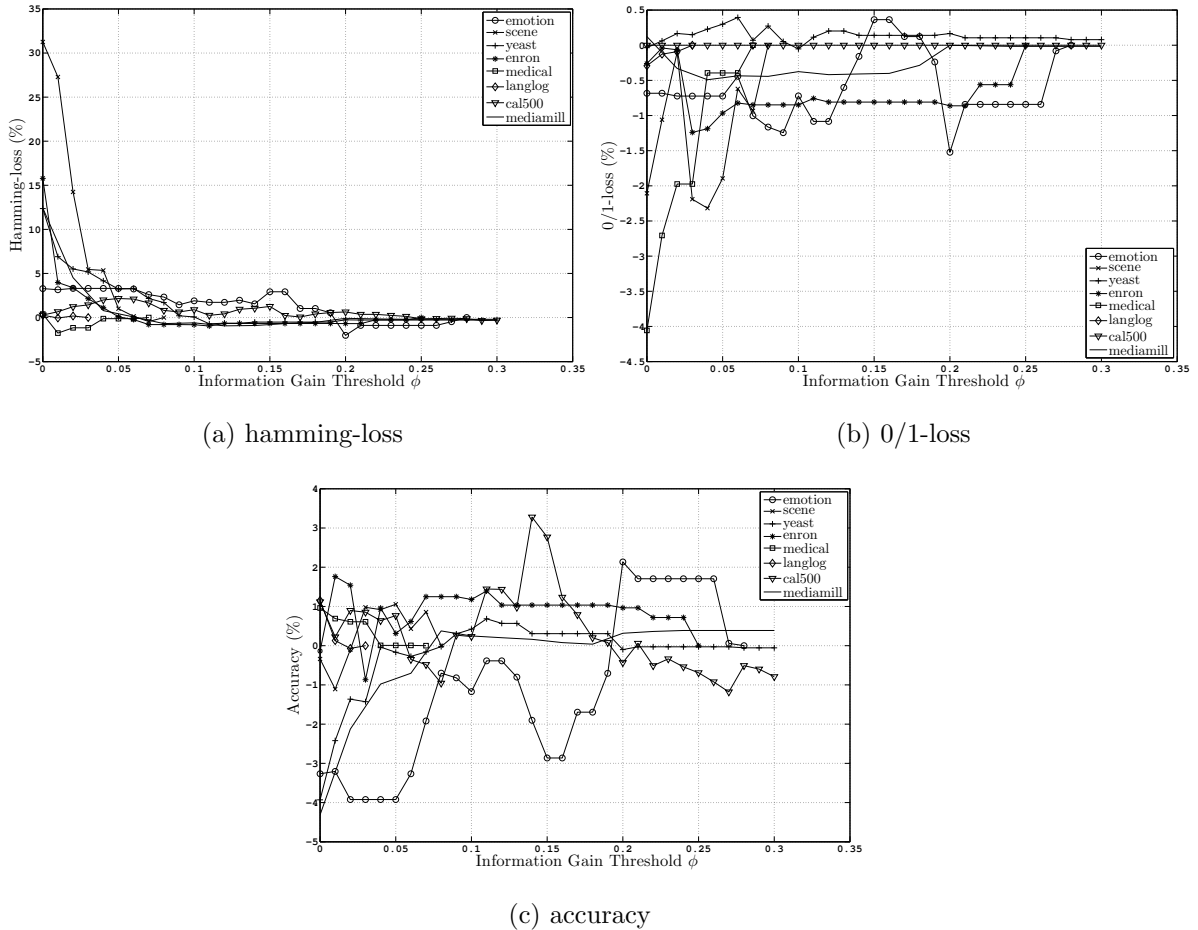 35
30
25
20
15
10
5
0
−5
0
0.05
0.1
0.15
0.2
0.25
0.3
0.35
Hamming-loss (%)
Information Gain Threshold ϕ
emotion
scene
yeast
enron
medical
langlog
cal500
mediamill
(a) hamming-loss
0.5
0
−0.5
−1
−1.5
−2
−2.5
−3
−3.5
−4
−4.5
0
0.05
0.1
0.15
0.2
0.25
0.3
0.35
0/1-loss (%)
Information Gain Threshold ϕ
emotion
scene
yeast
enron
medical
langlog
cal500
mediamill
(b) 0/1-loss
4
3
2
1
0
−1
−2
−3
−4
−5
0
0.05
0.1
0.15
0.2
0.25
0.3
0.35
Accuracy (%)
Information Gain Threshold ϕ
emotion
scene
yeast
enron
medical
langlog
cal500
mediamill
(c) accuracy